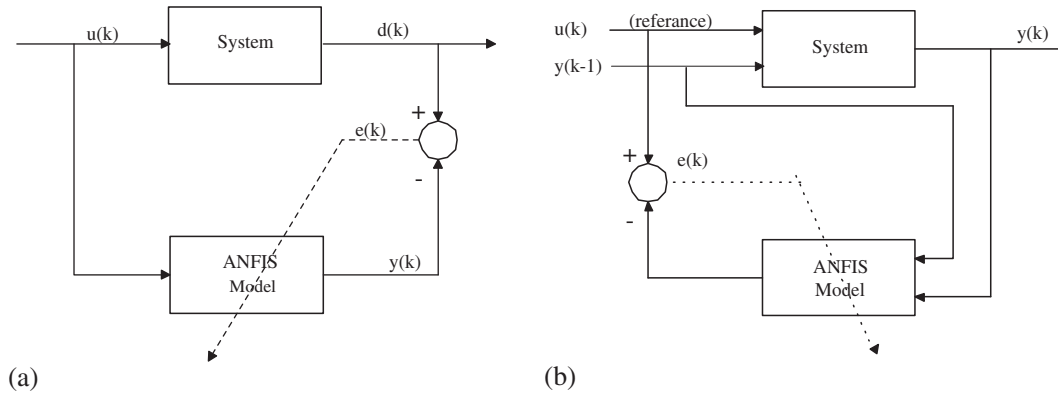 u(k)
System
d(k)
+
e(k)
-
ANFIS
Model
y(k)
(a)
u(k)
(referance)
y(k-1)
System
y(k)
+
e(k)
-
ANFIS
Model
(b)